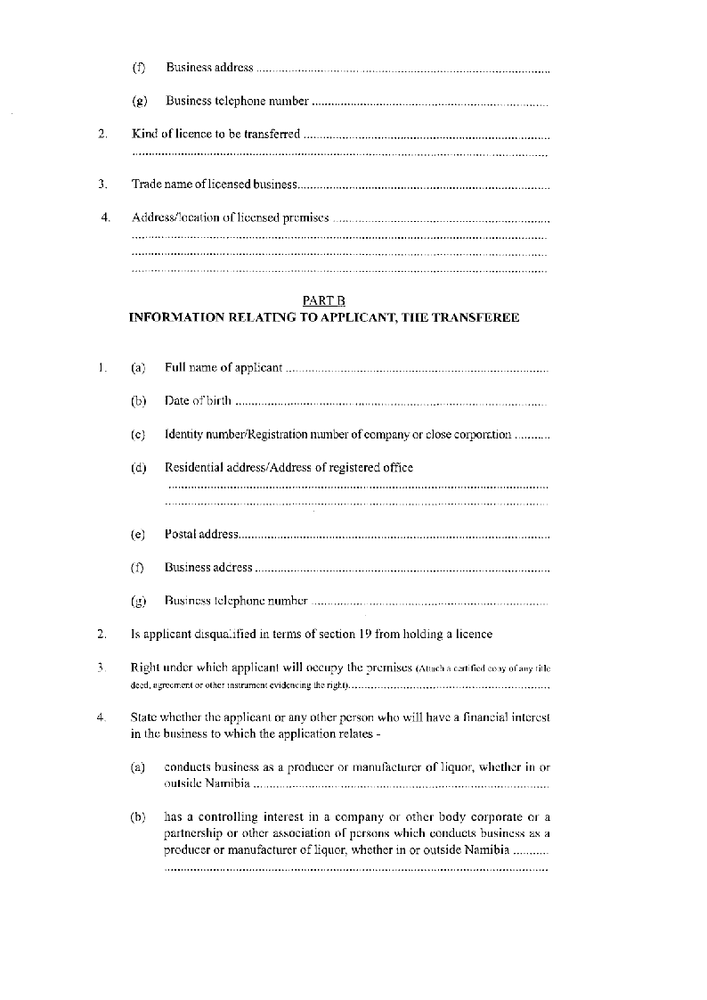 (f) Business address ............................................................................................
(g) Business telephone number ..........................................................................
2. Kind of licence to be transferred .............................................................................
..................................................................................................................................
3. Trade name of licensed business...............................................................................
4. Address/location of licensed premises ....................................................................
..................................................................................................................................
..................................................................................................................................
..................................................................................................................................
PART B
INFORMATION RELATING TO APPLICANT, THE TRANSFEREE
1. (a) Full name of applicant ..................................................................................
(b) Date of birth .................................................................................................
(c) Identity number/Registration number of company or close corporation ...........
(d) Residential address/Address of registered office
.......................................................................................................................
........................................................................................................................
(e) Postal address.................................................................................................
(f) Business address ............................................................................................
(g) Business telephone number ..........................................................................
2. Is applicant disqualified in terms of section 19 from holding a licence
3. Right under which applicant will occupy the premises (Attach a certified copy of any title
deed, agreement or other instrument evidencing the right)...............................................................
4. State whether the applicant or any other person who will have a financial interest
in the business to which the application relates -
(a) conducts business as a producer or manufacturer of liquor, whether in or
outside Namibia ............................................................................................
(b) has a controlling interest in a company or other body corporate or a
partnership or other association of persons which conducts business as a
producer or manufacturer of liquor, whether in or outside Namibia ...........
........................................................................................................................